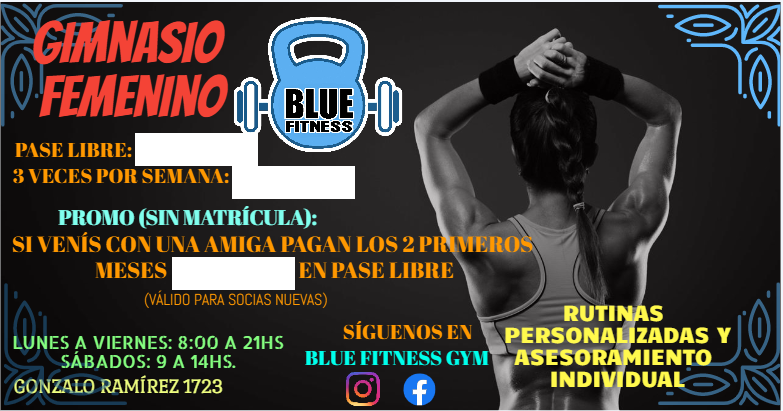 GIMNASIO
FEMENINO
BLUE
FITNESS
PASE LIBRE:
3 VECES POR SEMANA:
PROMO (SIN MATRÍCULA):
SI VENÍS CON UNA AMIGA PAGAN LOS 2 PRIMEROS
MESES EN PASE LIBRE
(VÁLIDO PARA SOCIAS NUEVAS)
LUNES A VIERNES: 8:00 A 21HS
SÁBADOS: 9 A 14HS.
GONZALO RAMÍREZ 1723
SÍGUENOS EN
BLUE FITNESS GYM
RUTINAS
PERSONALIZADAS Y
ASESORAMIENTO
INDIVIDUAL